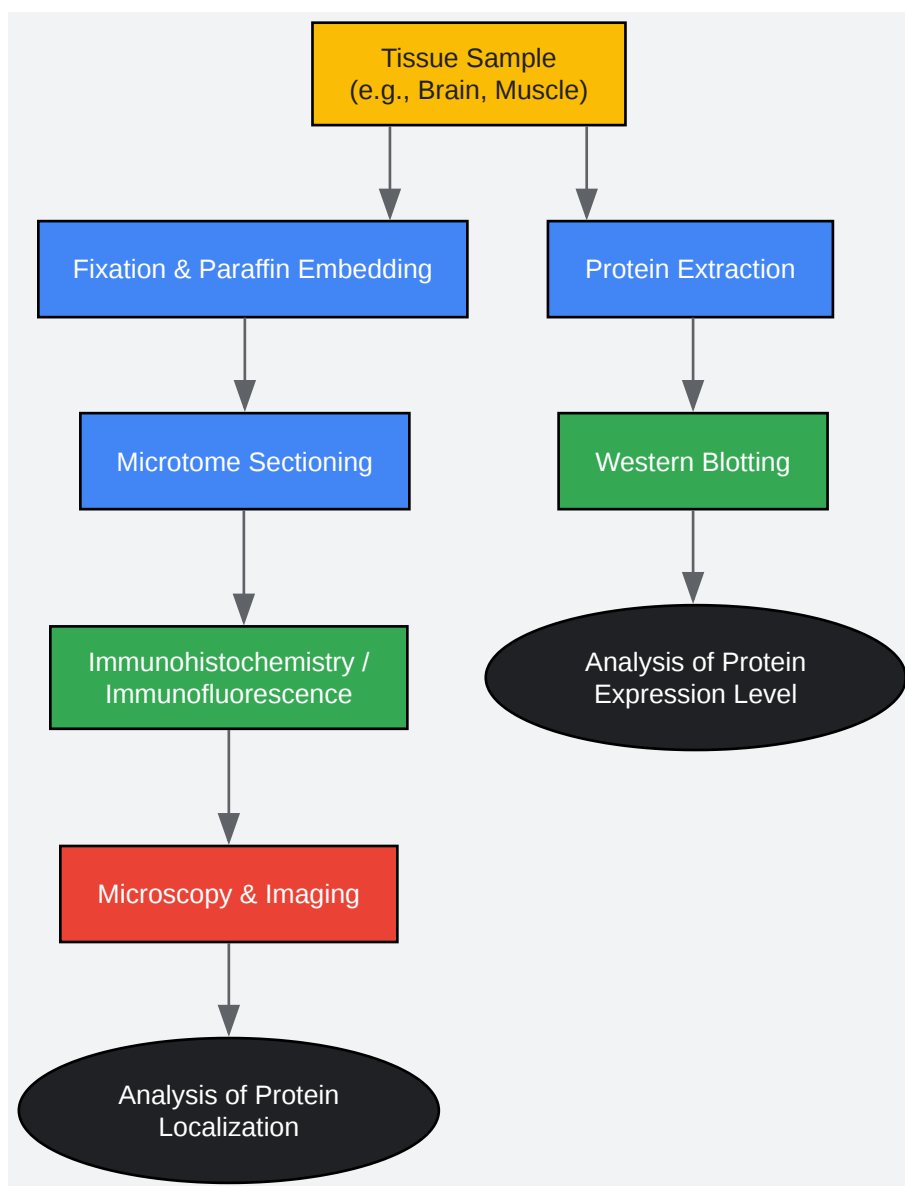 Tissue Sample
(e.g., Brain, Muscle)
Fixation & Paraffin Embedding
Protein Extraction
Microtome Sectioning
Western Blotting
Immunohistochemistry /
Immunofluorescence
Analysis of Protein
Expression Level
Microscopy & Imaging
Analysis of Protein
Localization